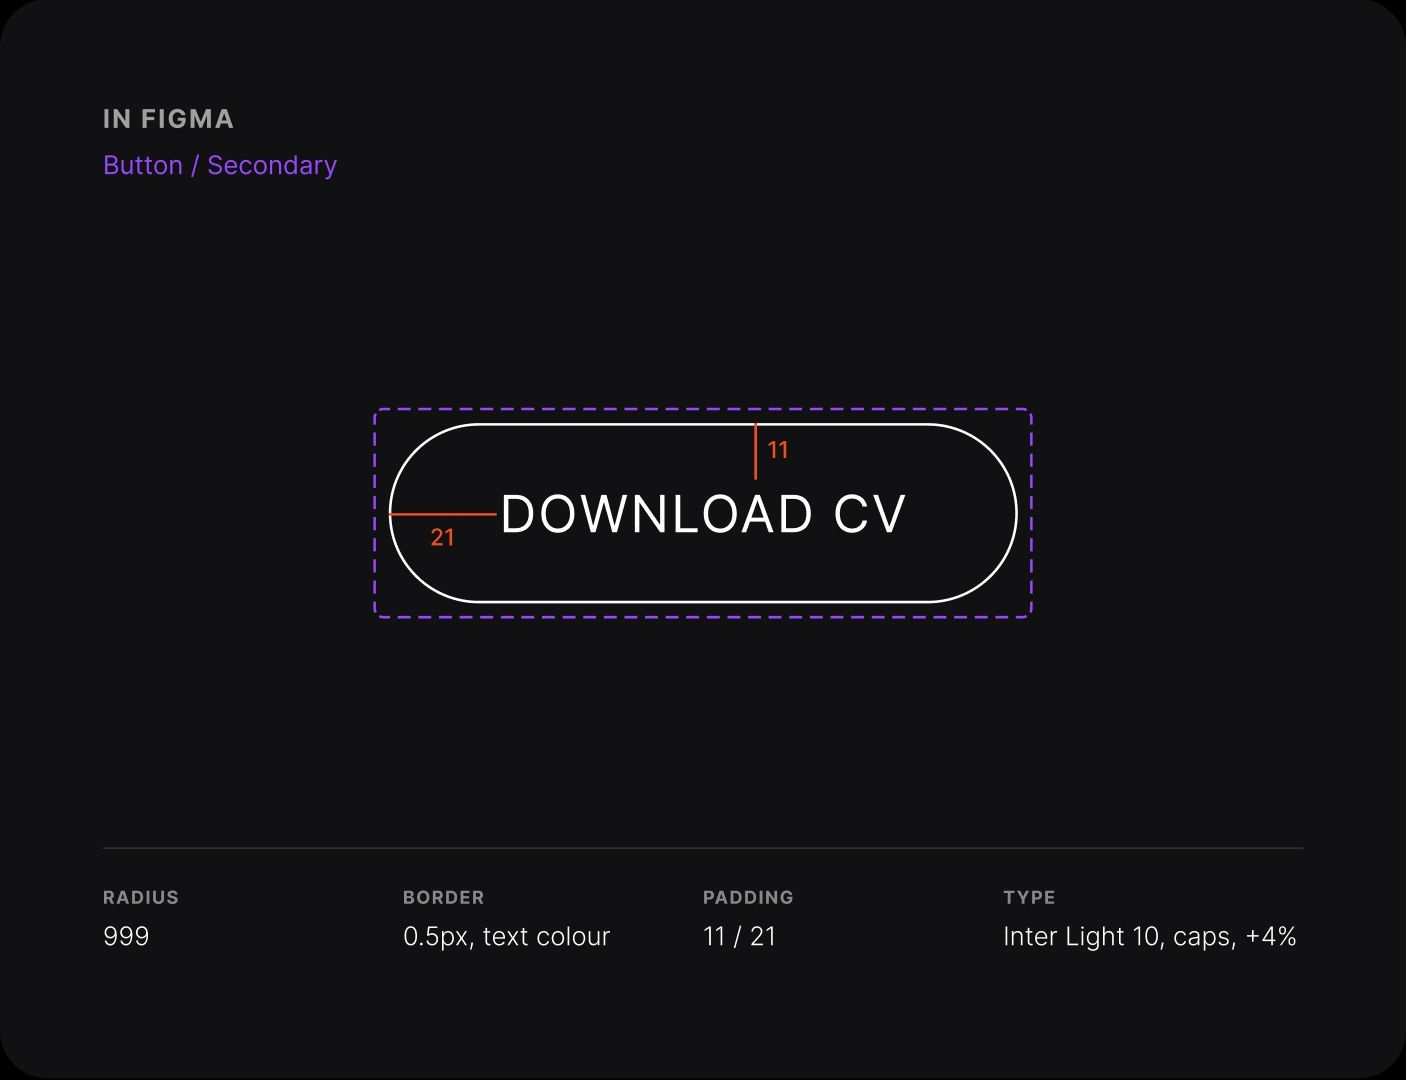 IN FIGMA
Button / Secondary
11
DOWNLOAD CV
21
RADIUS
999
BORDER
0.5px, text colour
PADDING
11 / 21
TYPE
Inter Light 10, caps, +4%